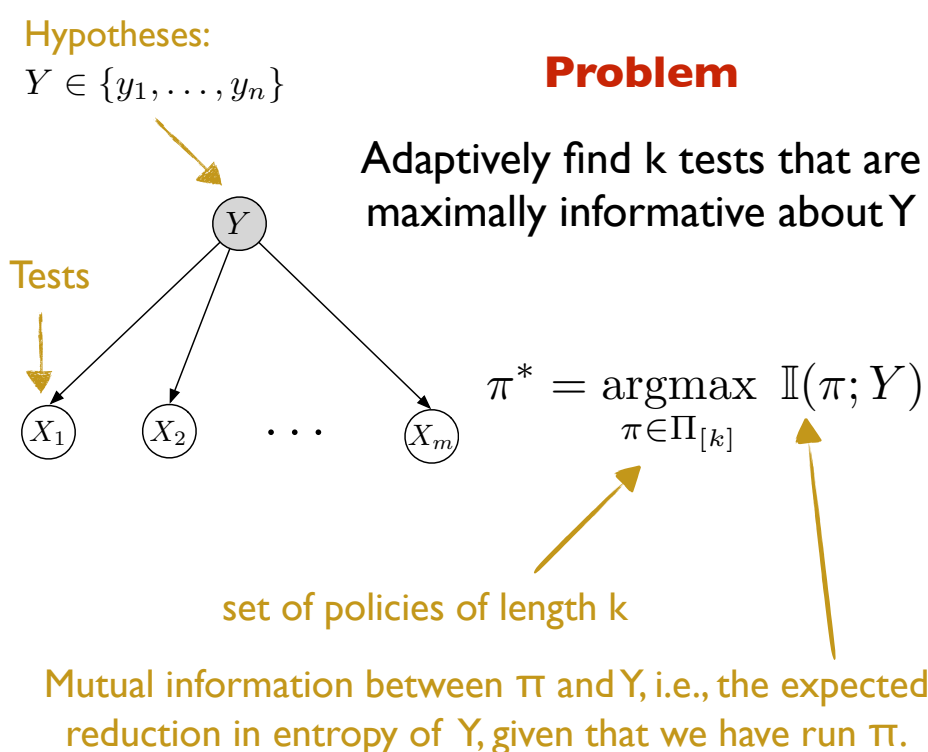 Hypotheses:
Y ∈ {y₁, . . . , yₙ}
Problem
Adaptively find k tests that are
maximally informative about Y
Y
Tests
X₁ X₂ · · · Xₘ
π* = argmax 𝕀(π; Y)
π∈Π[k]
set of policies of length k
Mutual information between π and Y, i.e., the expected
reduction in entropy of Y, given that we have run π.